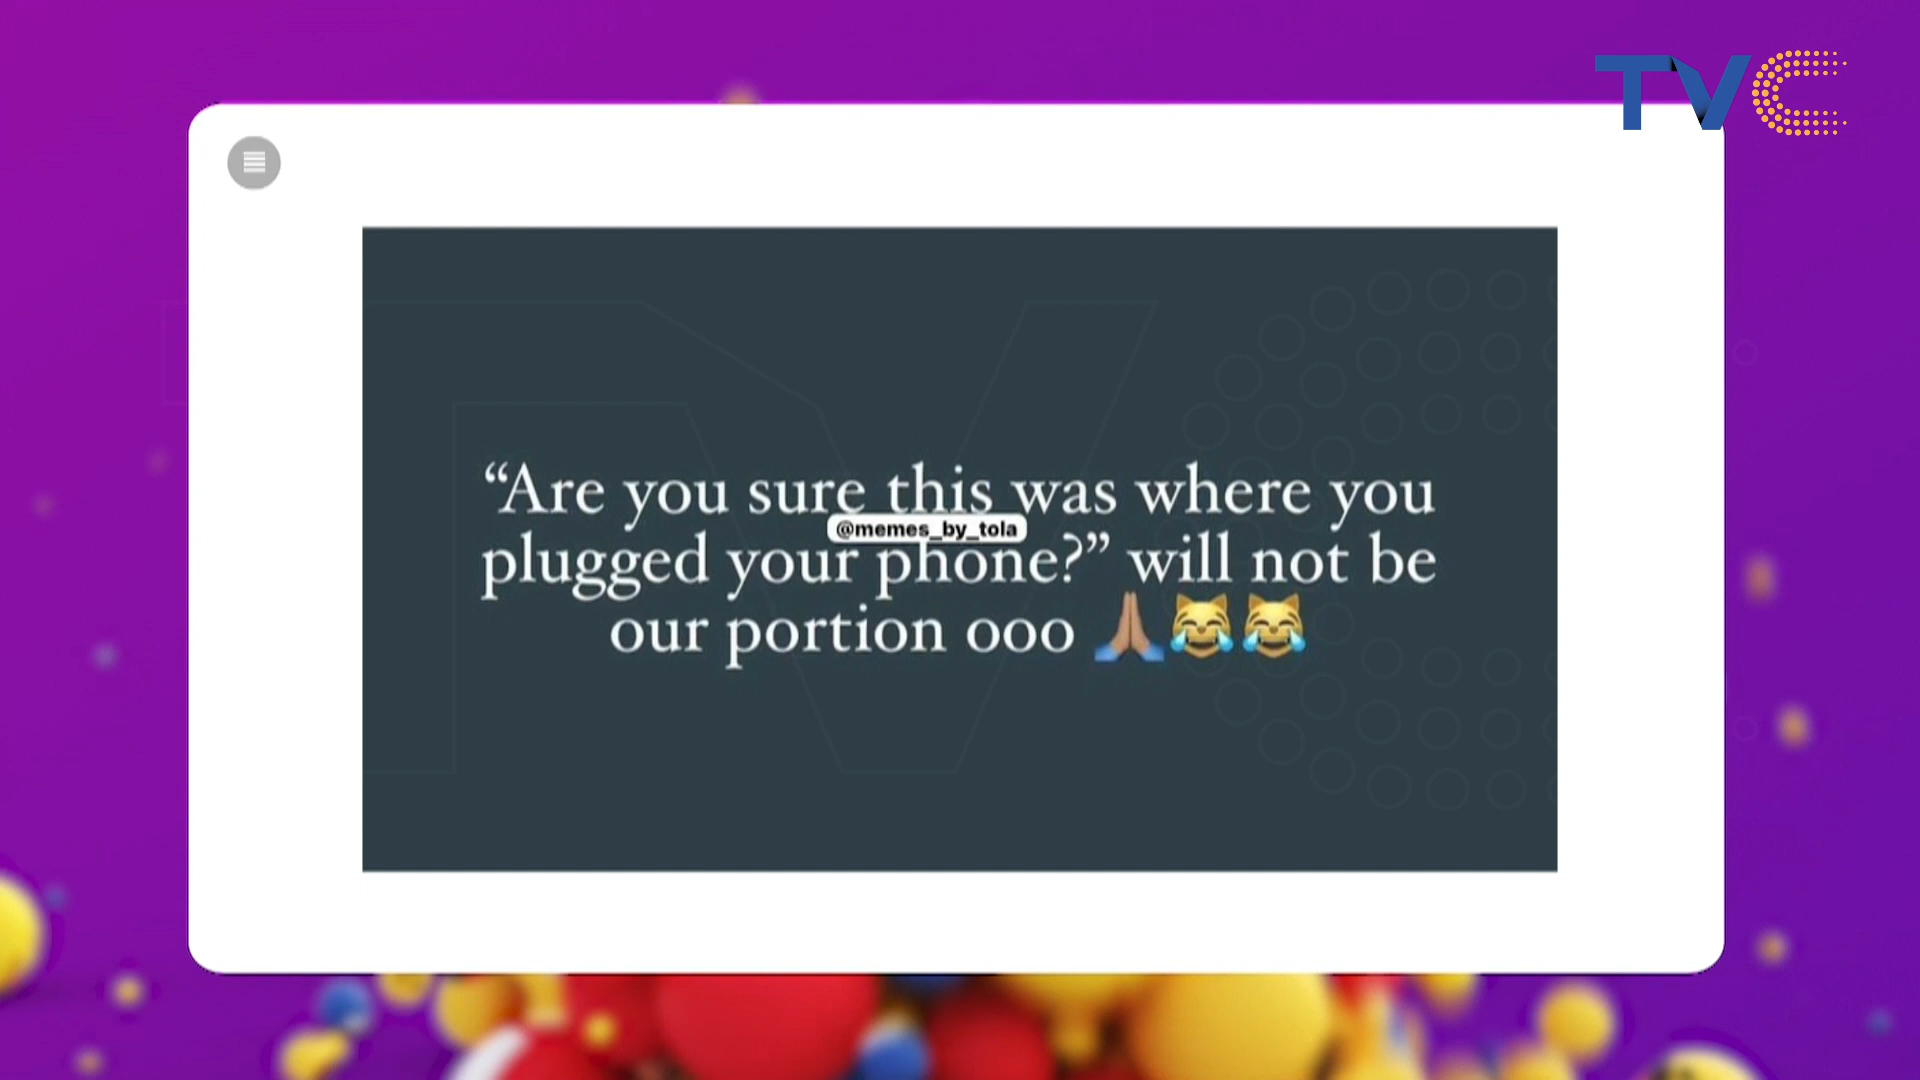 TVC
“Are you sure this was where you
@memes_by_tola
plugged your phone?” will not be
our portion ooo 🙏🏽😹😹